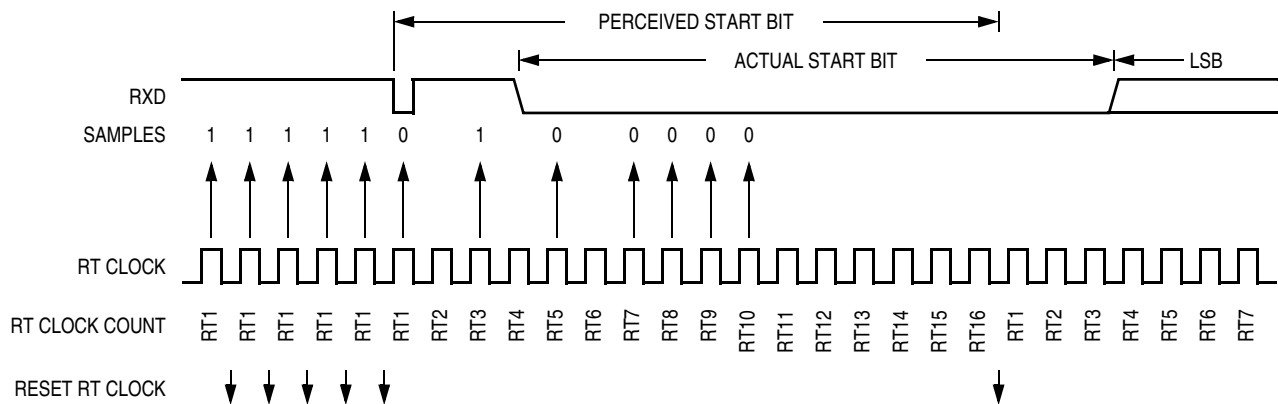 PERCEIVED START BIT
ACTUAL START BIT LSB
RXD
SAMPLES 1 1 1 1 1 0 1 0 0 0 0 0
RT CLOCK
RT CLOCK COUNT RT1 RT1 RT1 RT1 RT1 RT1 RT2 RT3 RT4 RT5 RT6 RT7 RT8 RT9 RT10 RT11 RT12 RT13 RT14 RT15 RT16 RT1 RT2 RT3 RT4 RT5 RT6 RT7
RESET RT CLOCK